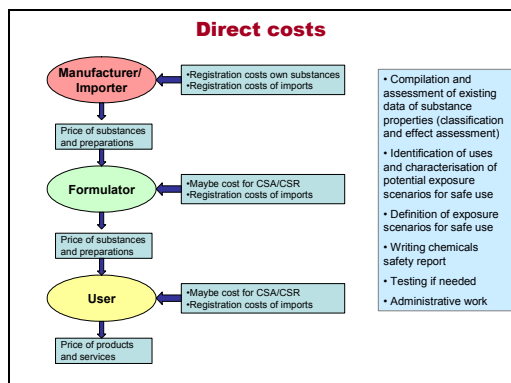 Direct costs
Manufacturer/
Importer
•Registration costs own substances
•Registration costs of imports
Price of substances
and preparations
Formulator
•Maybe cost for CSA/CSR
•Registration costs of imports
Price of substances
and preparations
User
•Maybe cost for CSA/CSR
•Registration costs of imports
Price of products
and services
• Compilation and
assessment of existing
data of substance
properties (classification
and effect assessment)
• Identification of uses
and characterisation of
potential exposure
scenarios for safe use
• Definition of exposure
scenarios for safe use
• Writing chemicals
safety report
• Testing if needed
• Administrative work